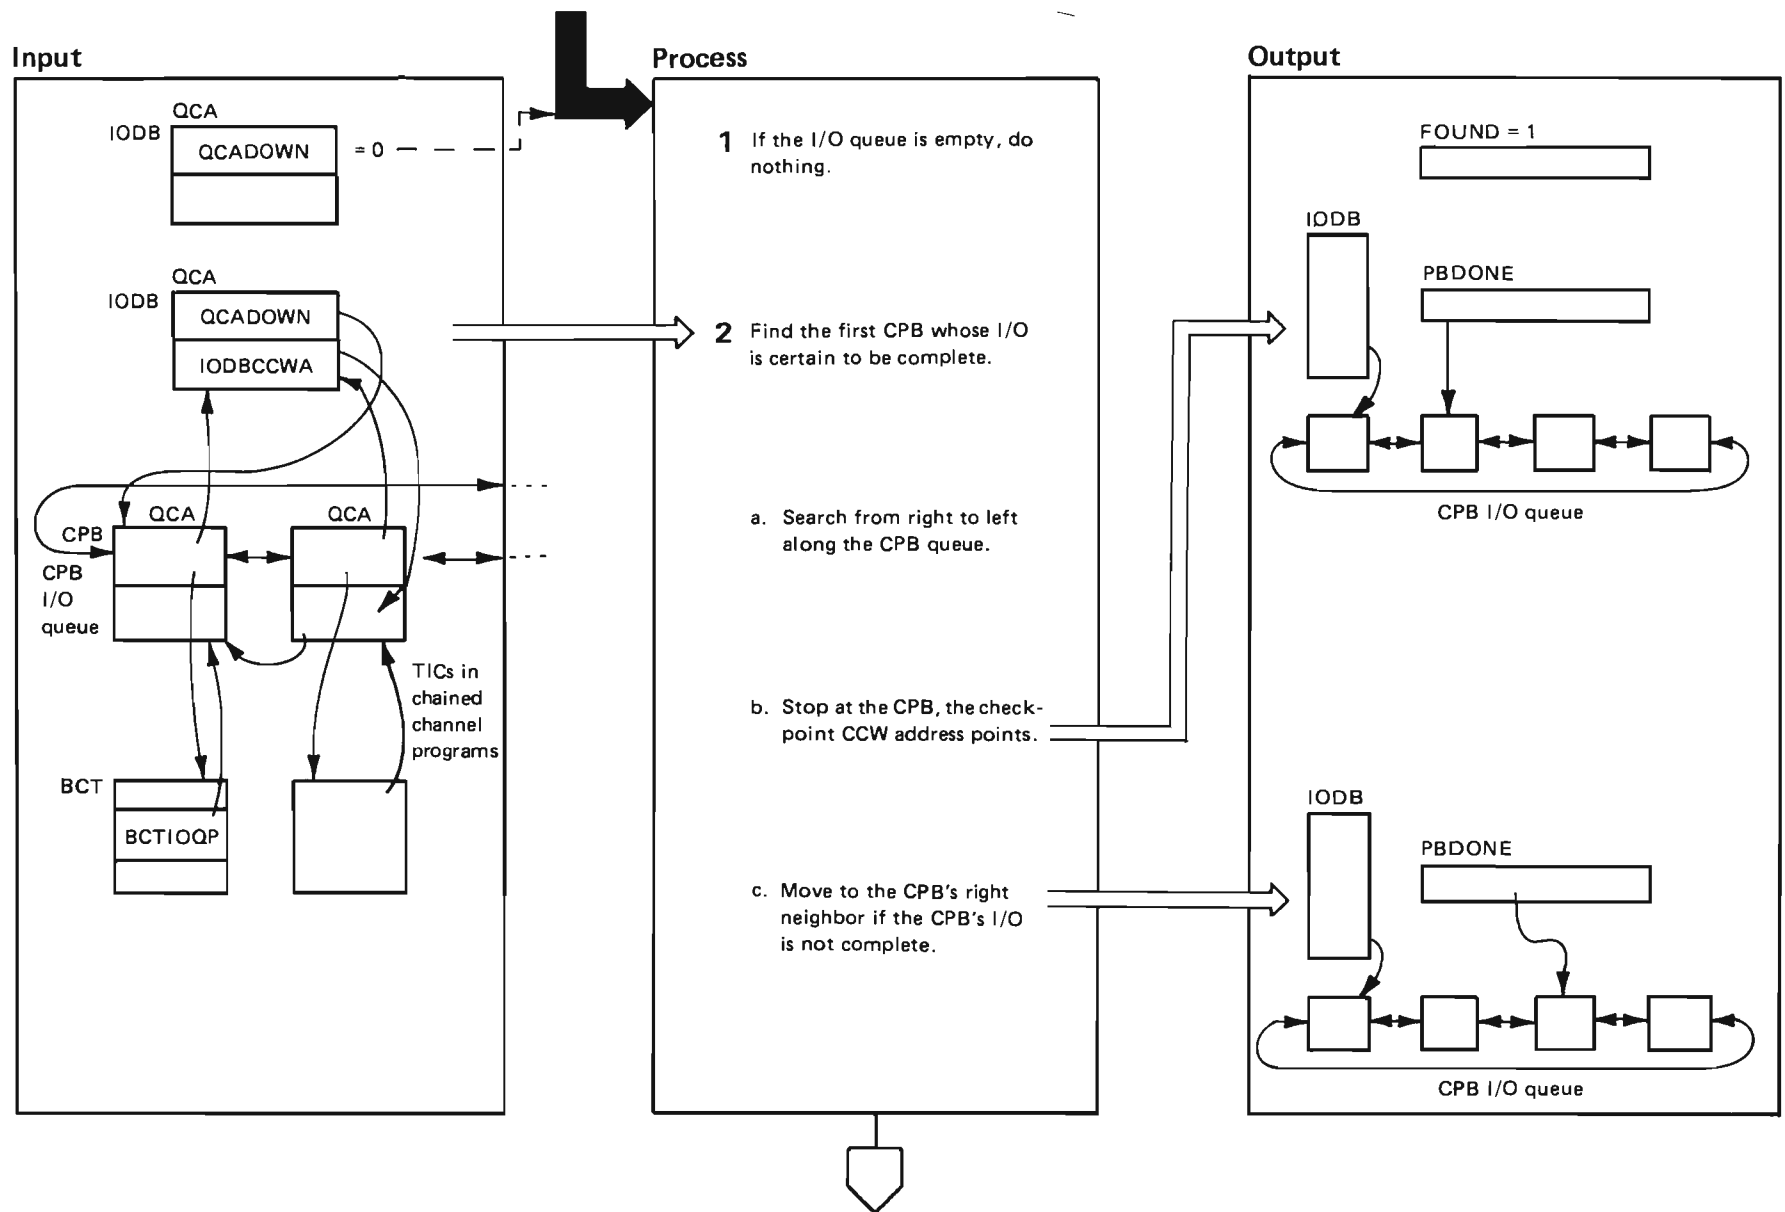 Input
QCA
IODB
QCADOWN
= 0
QCA
IODB
QCADOWN
IODBCCWA
QCA
QCA
CPB
CPB
I/O
queue
TICs in
chained
channel
programs
BCT
BCTIOQP
Process
1 If the I/O queue is empty, do
nothing.
2 Find the first CPB whose I/O
is certain to be complete.
a. Search from right to left
along the CPB queue.
b. Stop at the CPB, the check-
point CCW address points.
c. Move to the CPB's right
neighbor if the CPB's I/O
is not complete.
Output
FOUND = 1
IODB
PBDONE
CPB I/O queue
IODB
PBDONE
CPB I/O queue